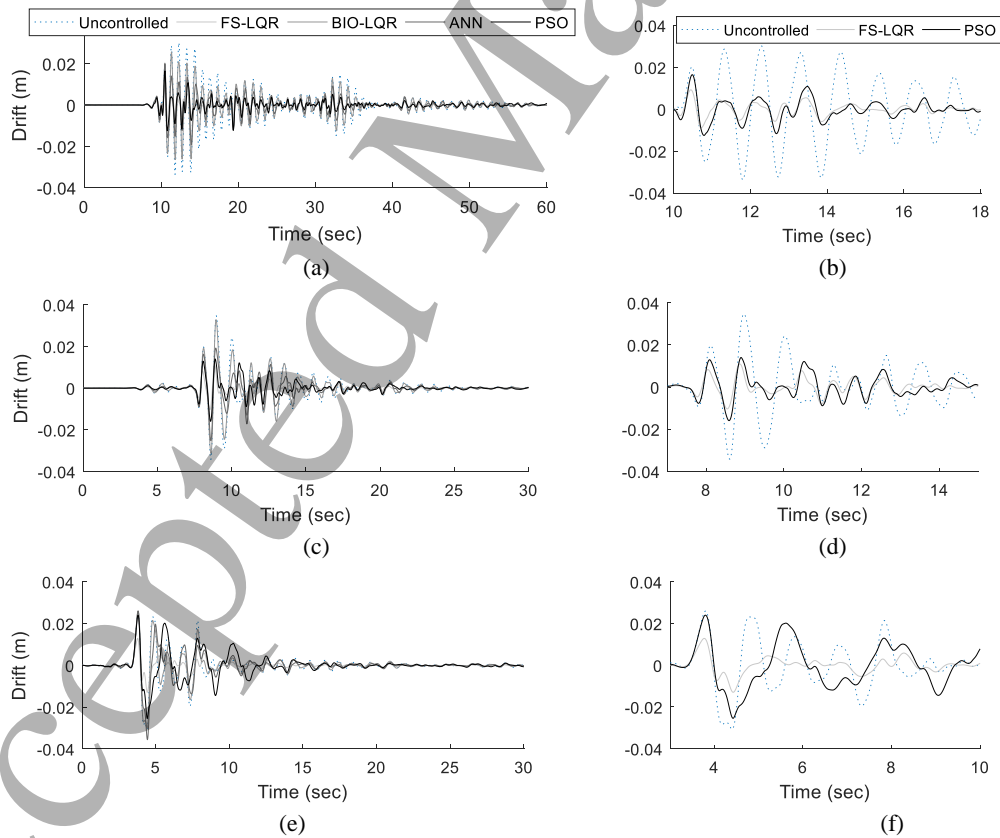 Uncontrolled FS-LQR BIO-LQR ANN PSO
Drift (m)
0.02
0
-0.02
-0.04
0 10 20 30 40 50 60
Time (sec)
(a)
Uncontrolled FS-LQR PSO
0.04
0.02
0
-0.02
-0.04
10 12 14 16 18
Time (sec)
(b)
Drift (m)
0.04
0.02
0
-0.02
-0.04
0 5 10 15 20 25 30
Time (sec)
(c)
0.04
0.02
0
-0.02
-0.04
8 10 12 14
Time (sec)
(d)
Drift (m)
0.04
0.02
0
-0.02
-0.04
0 5 10 15 20 25 30
Time (sec)
(e)
0.04
0.02
0
-0.02
-0.04
4 6 8 10
Time (sec)
(f)
cepted Ma